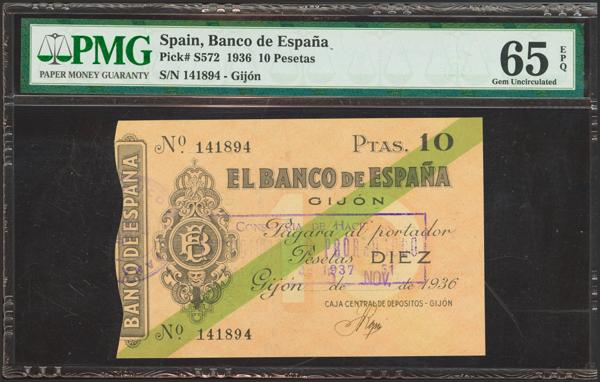 PMG
PAPER MONEY GUARANTY
Spain, Banco de España
Pick# S572 1936 10 Pesetas
S/N 141894 - Gijón
65
EPQ
Gem Uncirculated
BANCO DE ESPAÑA
Nº 141894
PTAS. 10
EL BANCO DE ESPAÑA
GIJÓN
Pagará al portador
Pesetas DIEZ
1937
NOV.
Gijón de de 1936
CAJA CENTRAL DE DEPOSITOS - GIJÓN
Nº 141894